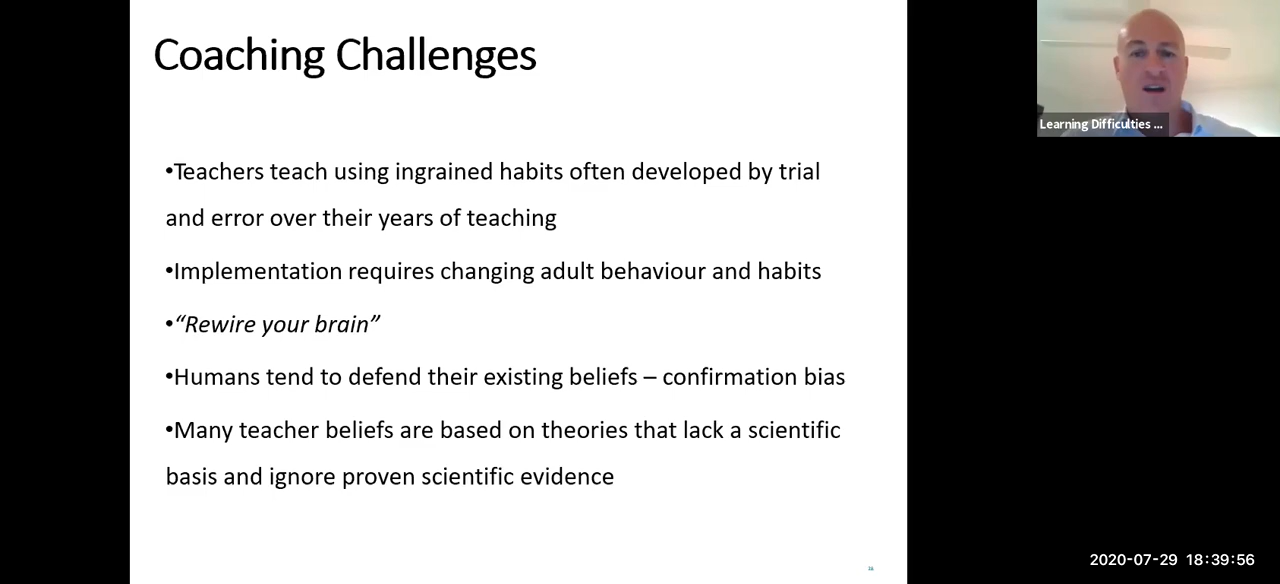 Coaching Challenges
Learning Difficulties ...
•Teachers teach using ingrained habits often developed by trial
and error over their years of teaching
•Implementation requires changing adult behaviour and habits
•“Rewire your brain”
•Humans tend to defend their existing beliefs – confirmation bias
•Many teacher beliefs are based on theories that lack a scientific
basis and ignore proven scientific evidence
2020-07-29 18:39:56